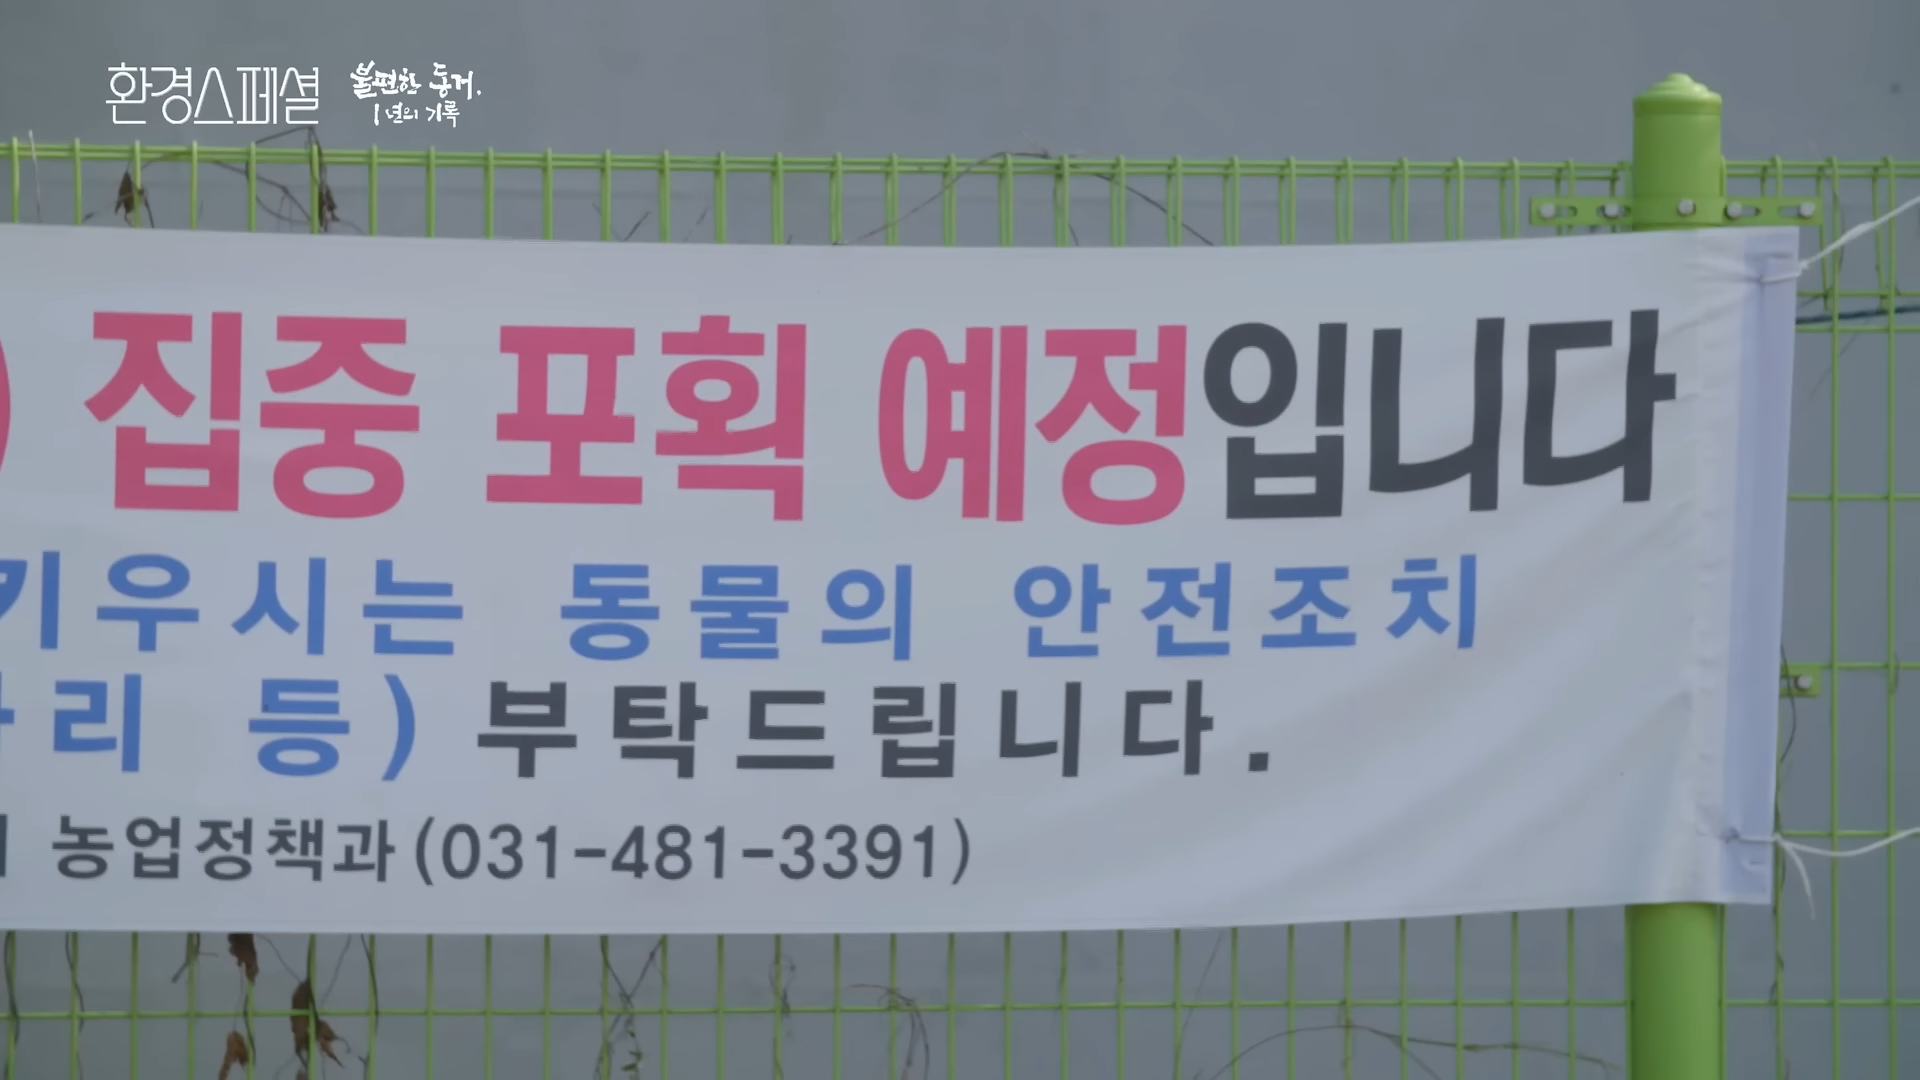 환경스페셜
불편한 동거,
1년의 기록
) 집중 포획 예정입니다
키우시는 동물의 안전조치
리 등) 부탁드립니다.
농업정책과(031-481-3391)